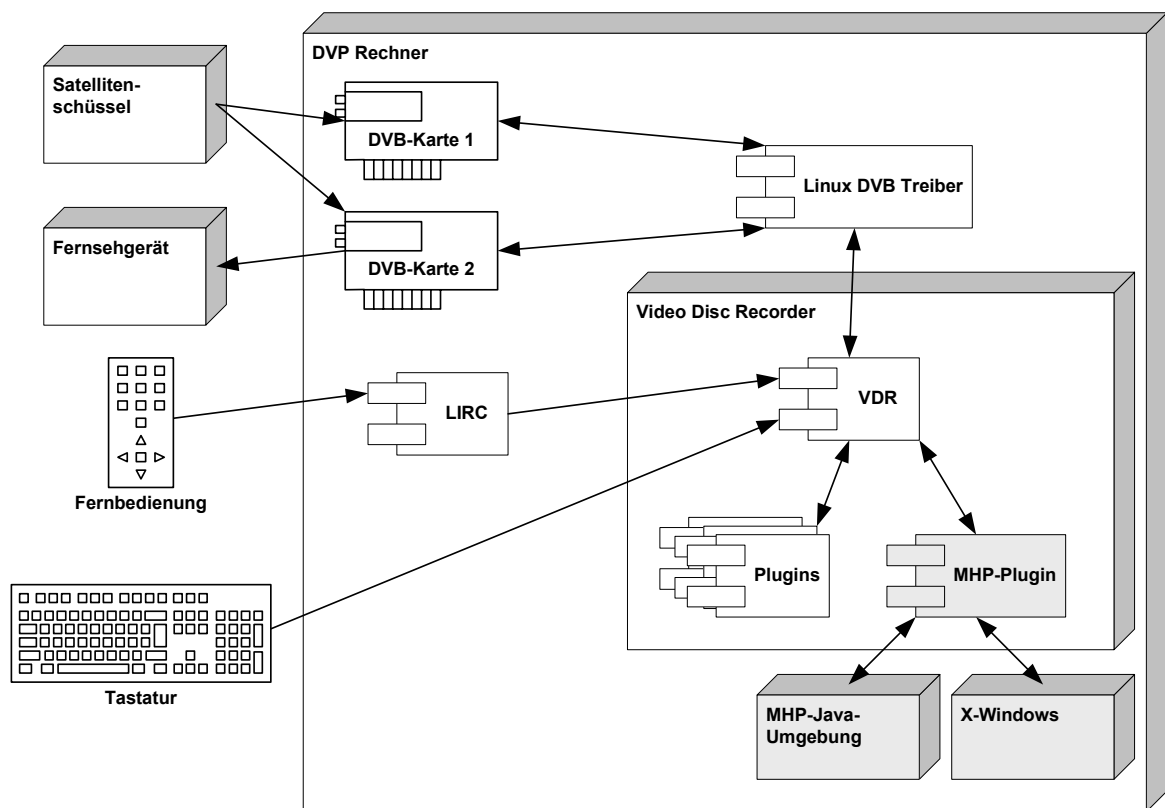 DVP Rechner
Satelliten-
schüssel
DVB-Karte 1
Linux DVB Treiber
Fernsehgerät
DVB-Karte 2
Video Disc Recorder
LIRC
VDR
Fernbedienung
Plugins
MHP-Plugin
Tastatur
MHP-Java-
Umgebung
X-Windows